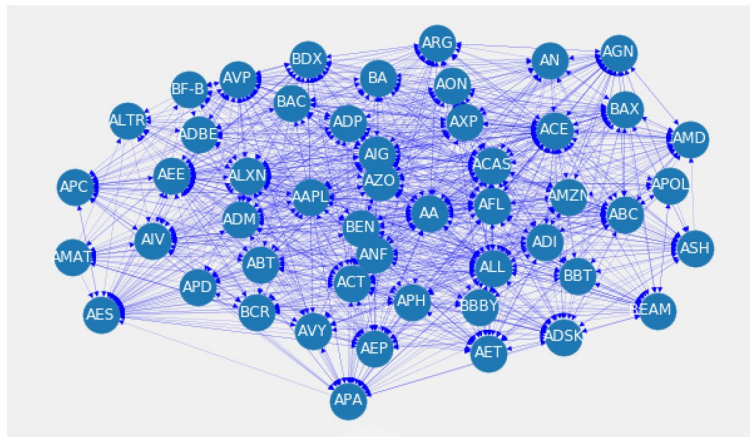 ARG
AGN
BDX
AN
AVP
BA
AON
BF-B
BAC
BAX
ALTR
ADBE
ADP
AXP
ACE
AMD
AIG
ACAS
APC
AEE
ALXN
AZO
APOL
AAPL
AMZN
ADM
AA
AFL
ABC
BEN
AIV
ADI
ASH
AMAT
ABT
ANF
ALL
BBT
APD
ACT
AES
BCR
APH
BBBY
BEAM
AVY
AEP
AET
ADSK
APA